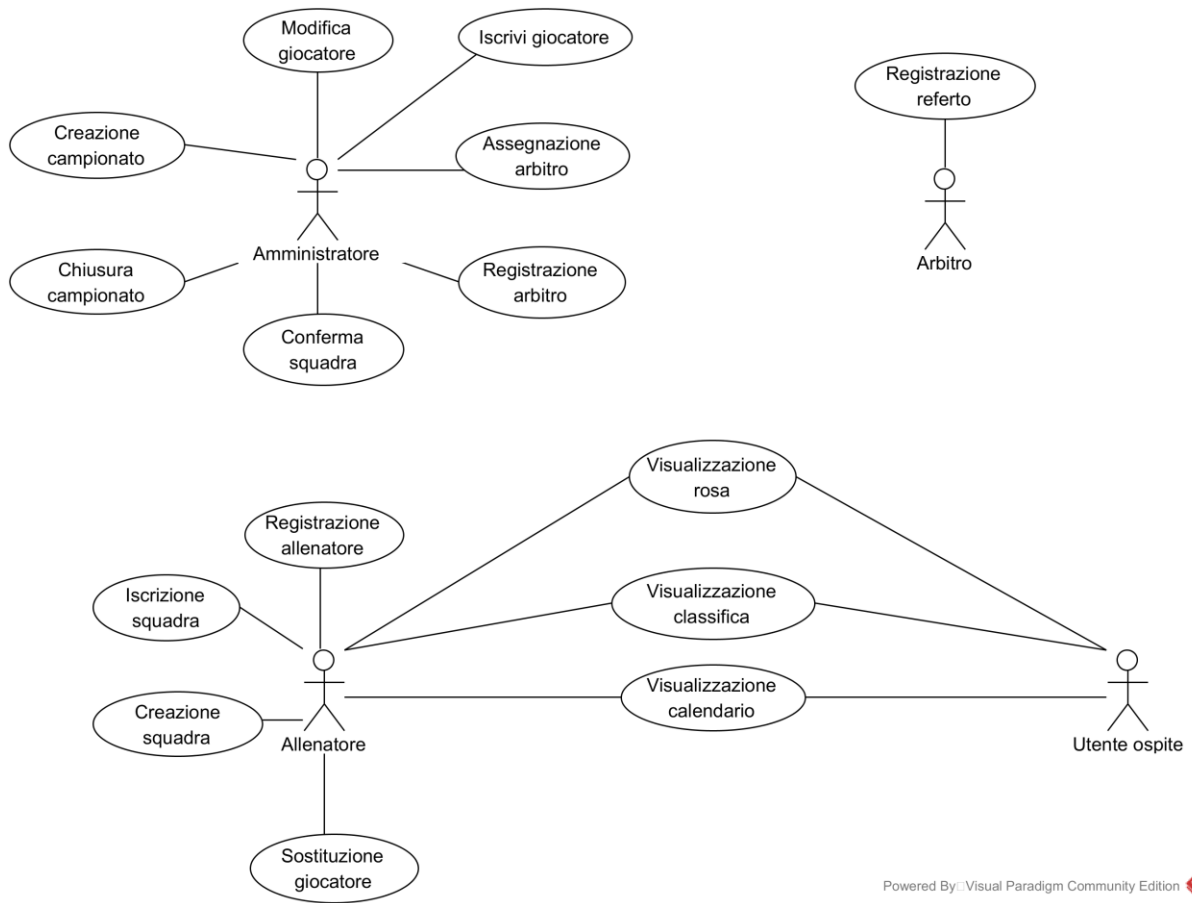 Modifica
giocatore
Iscrivi giocatore
Registrazione
referto
Creazione
campionato
Assegnazione
arbitro
Amministratore
Arbitro
Chiusura
campionato
Registrazione
arbitro
Conferma
squadra
Visualizzazione
rosa
Registrazione
allenatore
Iscrizione
squadra
Visualizzazione
classifica
Creazione
squadra
Visualizzazione
calendario
Allenatore
Utente ospite
Sostituzione
giocatore
Powered By Visual Paradigm Community Edition